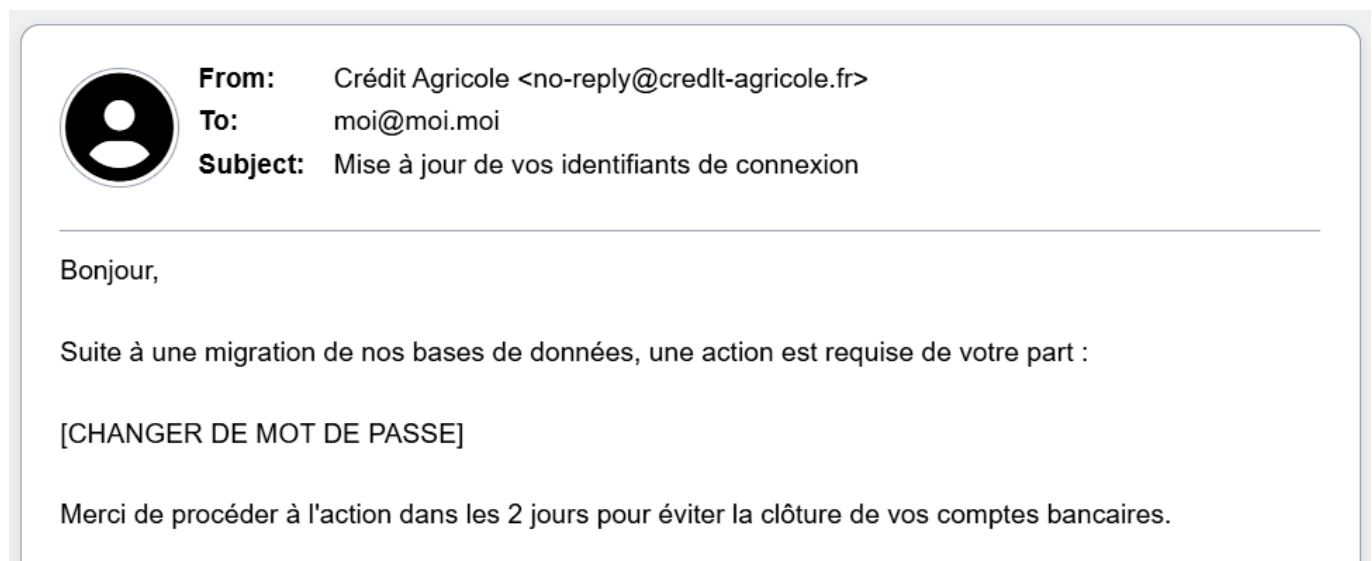 From: Crédit Agricole <no-reply@credlt-agricole.fr>
To: moi@moi.moi
Subject: Mise à jour de vos identifiants de connexion
Bonjour,
Suite à une migration de nos bases de données, une action est requise de votre part :
[CHANGER DE MOT DE PASSE]
Merci de procéder à l'action dans les 2 jours pour éviter la clôture de vos comptes bancaires.